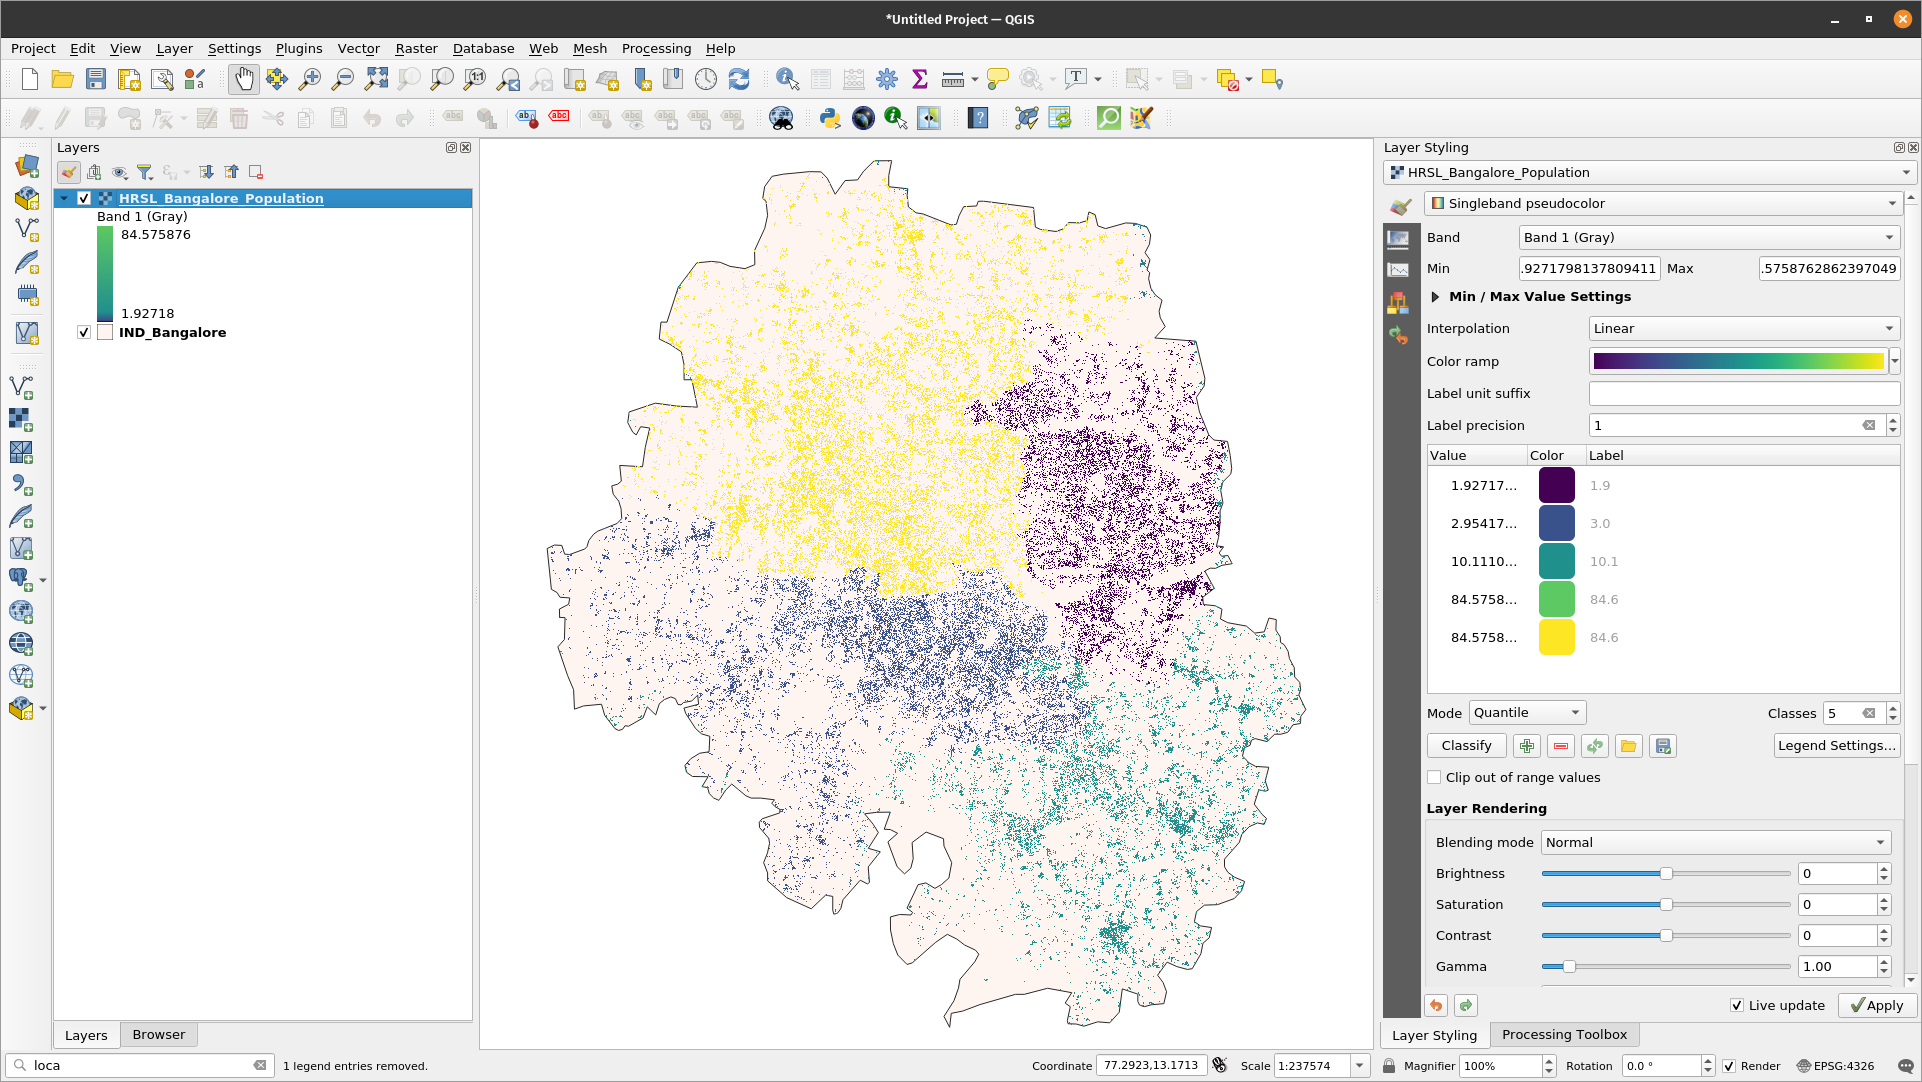 *Untitled Project — QGIS
Project Edit View Layer Settings Plugins Vector Raster Database Web Mesh Processing Help
Layers
HRSL_Bangalore_Population
Band 1 (Gray)
84.575876
1.92718
IND_Bangalore
Layers Browser
Layer Styling
HRSL_Bangalore_Population
Singleband pseudocolor
Band Band 1 (Gray)
Min .9271798137809411 Max .5758762862397049
Min / Max Value Settings
Interpolation Linear
Color ramp
Label unit suffix
Label precision 1
Value Color Label
1.92717... 1.9
2.95417... 3.0
10.1110... 10.1
84.5758... 84.6
84.5758... 84.6
Mode Quantile Classes 5
Classify Legend Settings...
Clip out of range values
Layer Rendering
Blending mode Normal
Brightness 0
Saturation 0
Contrast 0
Gamma 1.00
Live update Apply
Layer Styling Processing Toolbox
loca 1 legend entries removed. Coordinate 77.2923,13.1713 Scale 1:237574 Magnifier 100% Rotation 0.0 ° Render EPSG:4326